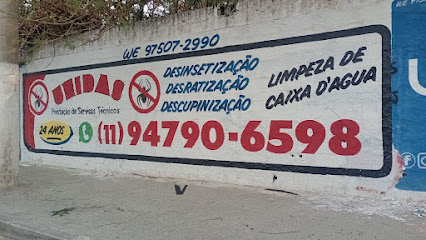 WE 97507-2990
UNIDAS
Prestação de Serviços Técnicos
DESINSETIZAÇÃO
DESRATIZAÇÃO
DESCUPINIZAÇÃO
LIMPEZA DE
CAIXA D'AGUA
24 ANOS
(11) 94790-6598